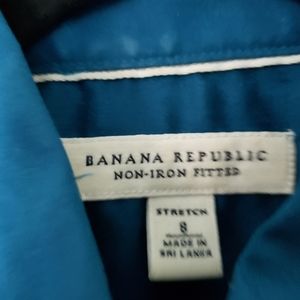 BANANA REPUBLIC
NON-IRON FITTED
STRETCH
8
MADE IN
SRI LANKA